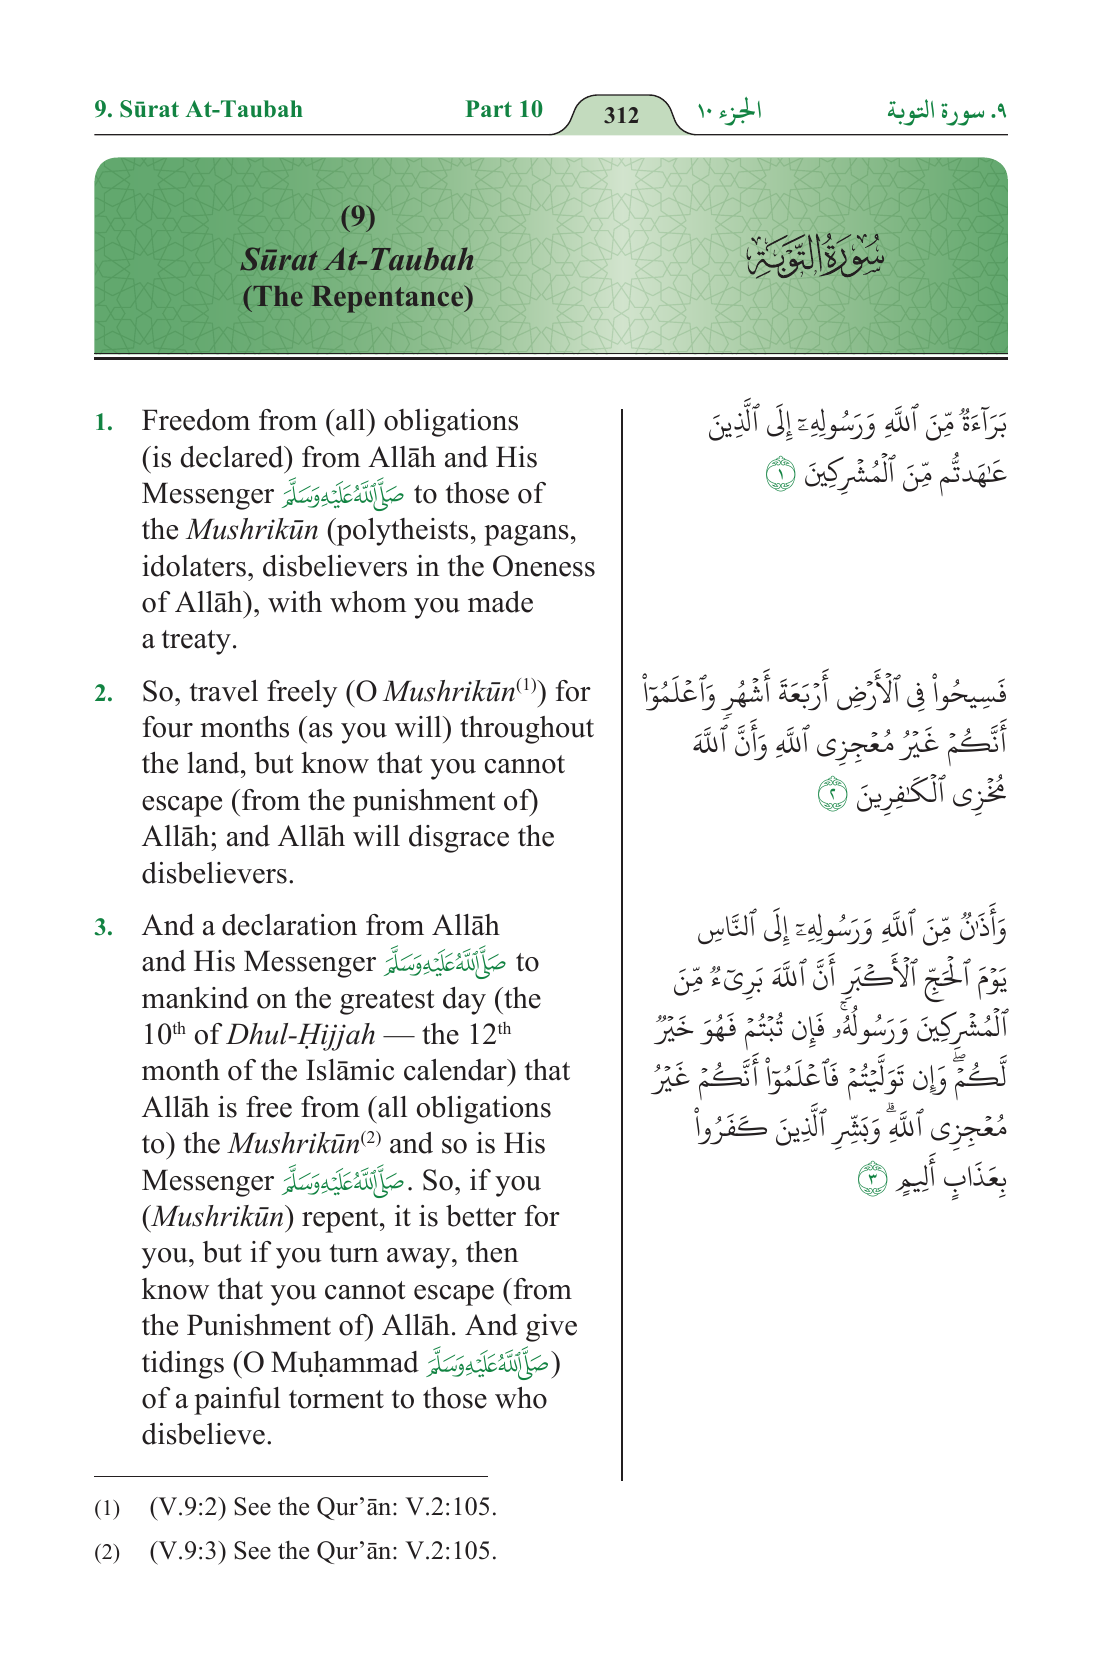 9. Sūrat At-Taubah Part 10 312 الجزء ١٠ ٩. سورة التوبة
(9)
Sūrat At-Taubah
(The Repentance)
سُورَةُ التَّوْبَةِ
1. Freedom from (all) obligations
(is declared) from Allāh and His
Messenger صَلَّى اللَّهُ عَلَيْهِ وَسَلَّمَ to those of
the Mushrikūn (polytheists, pagans,
idolaters, disbelievers in the Oneness
of Allāh), with whom you made
a treaty.
بَرَآءَةٌ مِّنَ ٱللَّهِ وَرَسُولِهِۦٓ إِلَى ٱلَّذِينَ
عَـٰهَدتُّم مِّنَ ٱلْمُشْرِكِينَ ١
2. So, travel freely (O Mushrikūn(1)) for
four months (as you will) throughout
the land, but know that you cannot
escape (from the punishment of)
Allāh; and Allāh will disgrace the
disbelievers.
فَسِيحُوا۟ فِى ٱلْأَرْضِ أَرْبَعَةَ أَشْهُرٍ وَٱعْلَمُوٓا۟
أَنَّكُمْ غَيْرُ مُعْجِزِى ٱللَّهِ وَأَنَّ ٱللَّهَ
مُخْزِى ٱلْكَـٰفِرِينَ ٢
3. And a declaration from Allāh
and His Messenger صَلَّى اللَّهُ عَلَيْهِ وَسَلَّمَ to
mankind on the greatest day (the
10th of Dhul-Ḥijjah — the 12th
month of the Islāmic calendar) that
Allāh is free from (all obligations
to) the Mushrikūn(2) and so is His
Messenger صَلَّى اللَّهُ عَلَيْهِ وَسَلَّمَ. So, if you
(Mushrikūn) repent, it is better for
you, but if you turn away, then
know that you cannot escape (from
the Punishment of) Allāh. And give
tidings (O Muḥammad صَلَّى اللَّهُ عَلَيْهِ وَسَلَّمَ)
of a painful torment to those who
disbelieve.
وَأَذَٰنٌ مِّنَ ٱللَّهِ وَرَسُولِهِۦٓ إِلَى ٱلنَّاسِ
يَوْمَ ٱلْحَجِّ ٱلْأَكْبَرِ أَنَّ ٱللَّهَ بَرِىٓءٌ مِّنَ
ٱلْمُشْرِكِينَ وَرَسُولُهُۥ ۚ فَإِن تُبْتُمْ فَهُوَ خَيْرٌ
لَّكُمْ ۖ وَإِن تَوَلَّيْتُمْ فَٱعْلَمُوٓا۟ أَنَّكُمْ غَيْرُ
مُعْجِزِى ٱللَّهِ ۗ وَبَشِّرِ ٱلَّذِينَ كَفَرُوا۟
بِعَذَابٍ أَلِيمٍ ٣
(1) (V.9:2) See the Qur’ān: V.2:105.
(2) (V.9:3) See the Qur’ān: V.2:105.